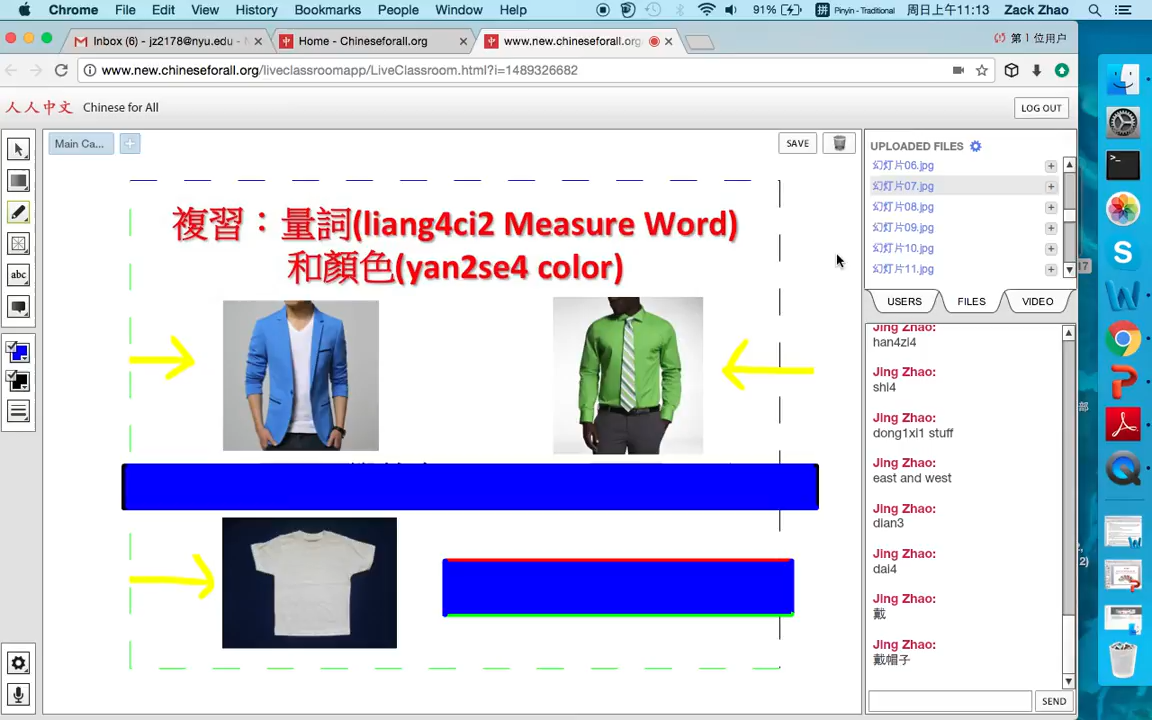 Chrome File Edit View History Bookmarks People Window Help 91% Pinyin - Traditional 周日上午11:13 Zack Zhao
Inbox (6) - jz2178@nyu.edu - Home - Chineseforall.org www.new.chineseforall.org 第 1 位用户
www.new.chineseforall.org/liveclassroomapp/LiveClassroom.html?i=1489326682
人人中文 Chinese for All LOG OUT
Main Ca... SAVE
UPLOADED FILES
幻灯片06.jpg
幻灯片07.jpg
幻灯片08.jpg
幻灯片09.jpg
幻灯片10.jpg
幻灯片11.jpg
USERS FILES VIDEO
複習：量詞(liang4ci2 Measure Word)
和顏色(yan2se4 color)
abc
Jing Zhao:
han4zi4
Jing Zhao:
shi4
Jing Zhao:
dong1xi1 stuff
Jing Zhao:
east and west
Jing Zhao:
dian3
Jing Zhao:
dai4
Jing Zhao:
戴
Jing Zhao:
戴帽子
SEND